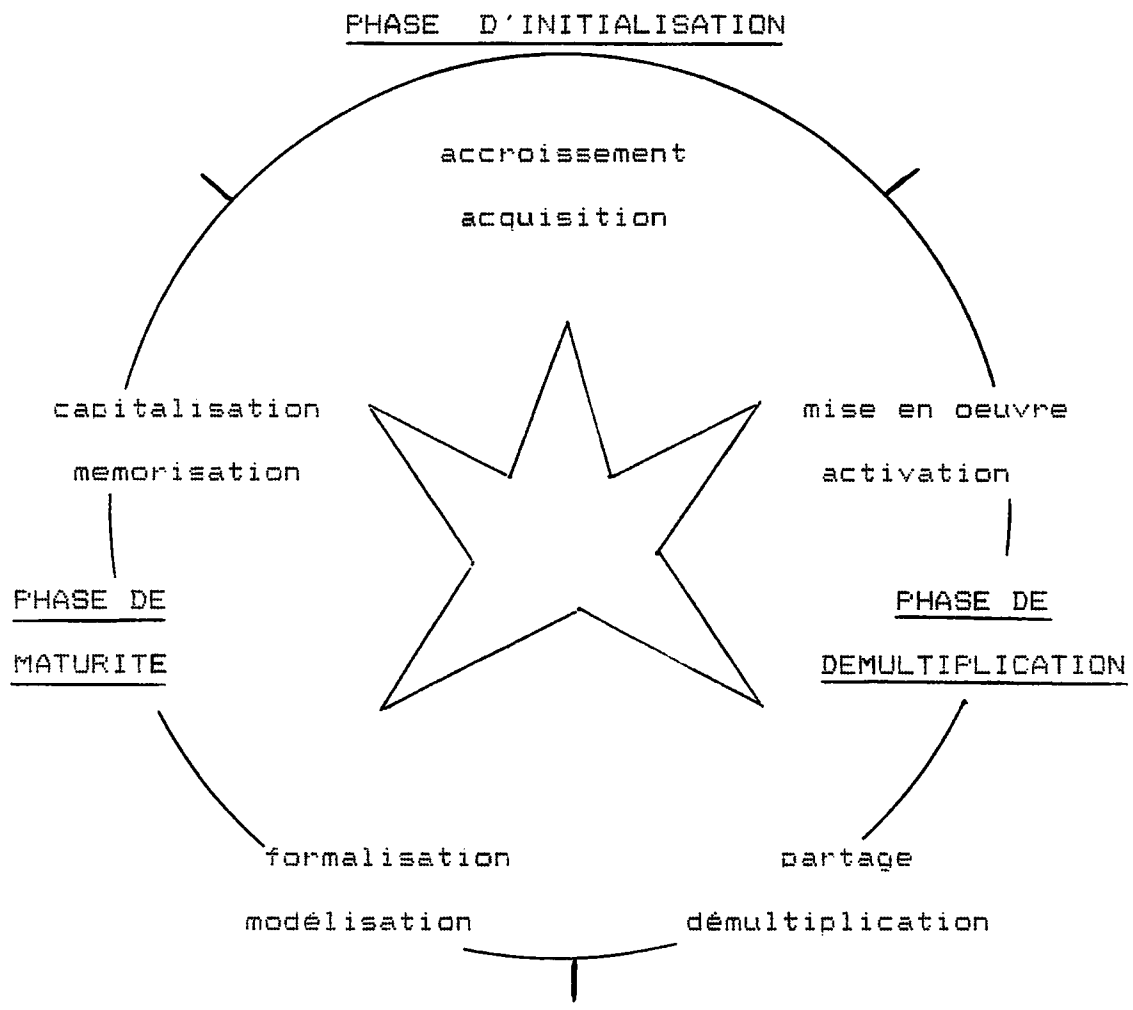 PHASE D'INITIALISATION
accroissement
acquisition
capitalisation
memorisation
mise en oeuvre
activation
PHASE DE
MATURITE
PHASE DE
DEMULTIPLICATION
formalisation
modélisation
partage
démultiplication